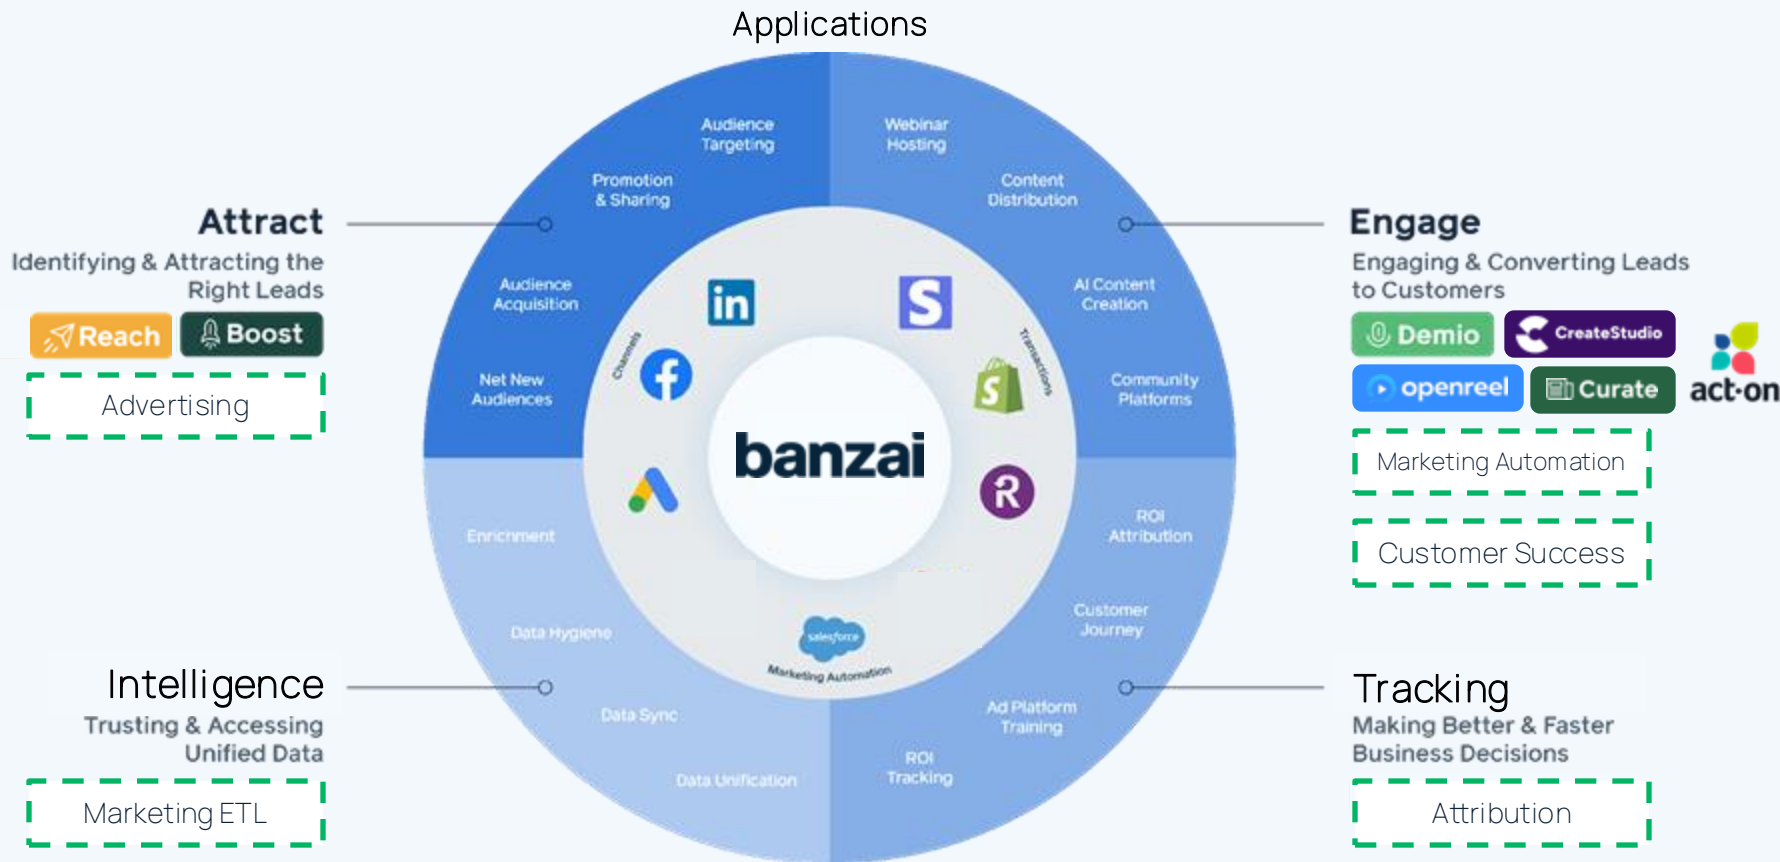 Applications
Attract
Identifying & Attracting the
Right Leads
Reach
Boost
Advertising
Intelligence
Trusting & Accessing
Unified Data
Marketing ETL
Audience
Targeting
Promotion
& Sharing
Audience
Acquisition
Net New
Audiences
Webinar
Hosting
Content
Distribution
AI Content
Creation
Community
Platforms
Enrichment
Data Hygiene
Data Sync
Data Unification
ROI
Attribution
Customer
Journey
Ad Platform
Training
ROI
Tracking
Channels
in
f
S
Transactions
S
R
banzai
salesforce
Marketing Automation
Engage
Engaging & Converting Leads
to Customers
Demio
CreateStudio
openreel
Curate
act-on
Marketing Automation
Customer Success
Tracking
Making Better & Faster
Business Decisions
Attribution